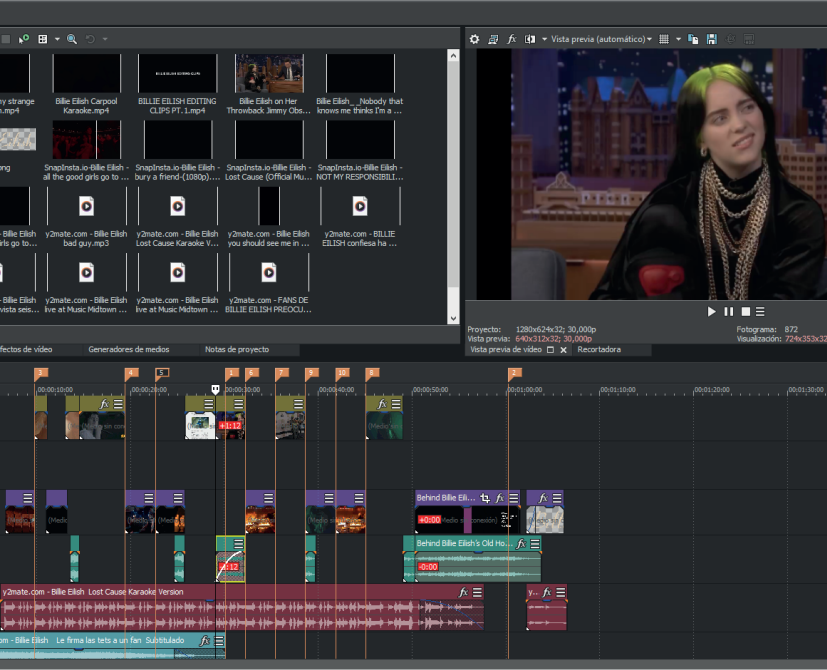 Vista previa (automático)
my strange
n.mp4
Billie Eilish Carpool
Karaoke.mp4
BILLIE EILISH EDITING
CLIPS PT. 1.mp4
Billie Eilish on Her
Throwback Jimmy Obs...
Billie Eilish_ _Nobody that
knows me thinks I'm a ...
ong
SnapInsta.io-Billie Eilish -
all the good girls go to ...
SnapInsta.io-Billie Eilish -
bury a friend-(1080p)....
SnapInsta.io-Billie Eilish -
Lost Cause (Official Mu...
SnapInsta.io-Billie Eilish -
NOT MY RESPONSIBILI...
Billie Eilish
irls go to...
y2mate.com - Billie Eilish
bad guy.mp3
y2mate.com - Billie Eilish
Lost Cause Karaoke V...
y2mate.com - Billie Eilish
you should see me in ...
y2mate.com - BILLIE
EILISH confiesa ha ...
Billie Eilish
vista seis...
y2mate.com - Billie Eilish
live at Music Midtown ...
y2mate.com - Billie Eilish
live at Music Midtown ...
y2mate.com - FANS DE
BILLIE EILISH PREOCU...
Proyecto: 1280x624x32; 30,000p
Fotograma: 872
Vista previa: 640x312x32; 30,000p
Visualización: 724x353x32
fectos de vídeo
Generadores de medios
Notas de proyecto
Vista previa de vídeo
Recortadora
3 4 5 1 6 7 9 10 8 2
00:00:10:00 00:00:20:00 00:00:30:00 00:00:40:00 00:00:50:00 00:01:00:00 00:01:10:00 00:01:20:00 00:01:30:00
+1:12
Behind Billie Eili...
+0:00
Behind Billie Eilish's Old Ho...
-0:00
y2mate.com - Billie Eilish Lost Cause Karaoke Version
y...
om - Billie Eilish Le firma las tets a un fan Subtitulado